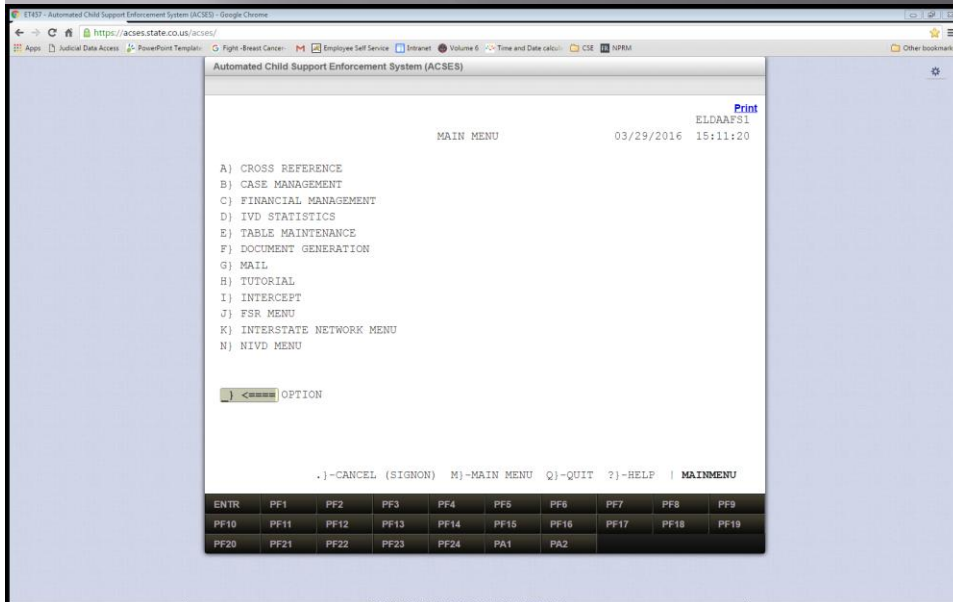 ET457 - Automated Child Support Enforcement System (ACSES) - Google Chrome
https://acses.state.co.us/acses/
Apps Judicial Data Access PowerPoint Template G Fight -Breast Cancer- M Employee Self Service Intranet Volume 6 Time and Date calcul CSE NPRM Other bookmark
Automated Child Support Enforcement System (ACSES)
Print
ELDAAFS1
MAIN MENU 03/29/2016 15:11:20
A} CROSS REFERENCE
B} CASE MANAGEMENT
C} FINANCIAL MANAGEMENT
D} IVD STATISTICS
E} TABLE MAINTENANCE
F} DOCUMENT GENERATION
G} MAIL
H} TUTORIAL
I} INTERCEPT
J} FSR MENU
K} INTERSTATE NETWORK MENU
N} NIVD MENU
_} <==== OPTION
.}-CANCEL (SIGNON) M}-MAIN MENU Q}-QUIT ?}-HELP | MAINMENU
ENTR PF1 PF2 PF3 PF4 PF5 PF6 PF7 PF8 PF9
PF10 PF11 PF12 PF13 PF14 PF15 PF16 PF17 PF18 PF19
PF20 PF21 PF22 PF23 PF24 PA1 PA2